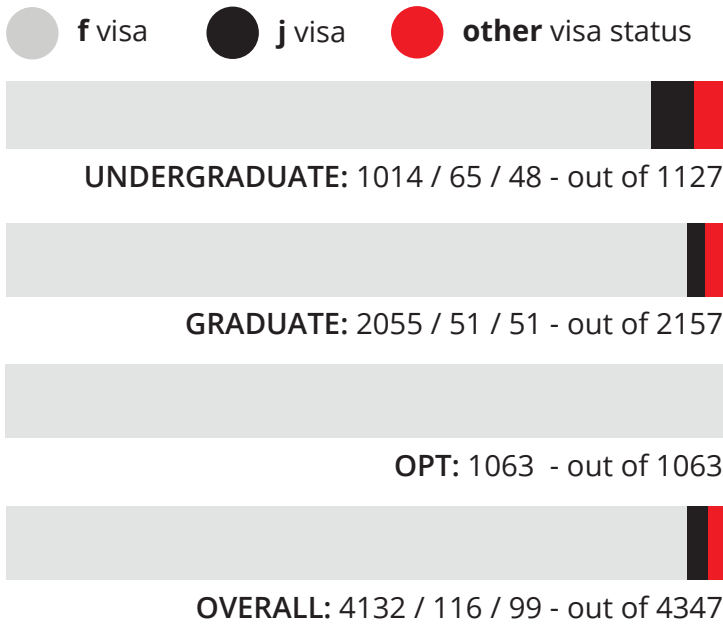 f visa j visa other visa status
UNDERGRADUATE: 1014 / 65 / 48 - out of 1127
GRADUATE: 2055 / 51 / 51 - out of 2157
OPT: 1063 - out of 1063
OVERALL: 4132 / 116 / 99 - out of 4347